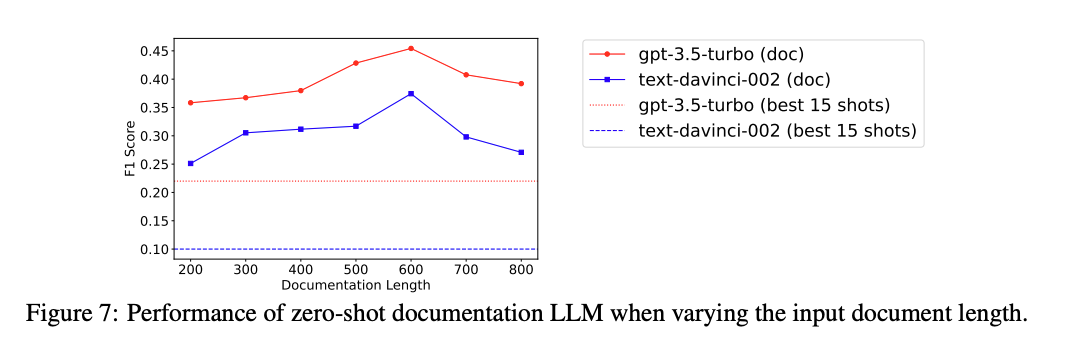 0.45
0.40
0.35
0.30
0.25
0.20
0.15
0.10
F1 Score
200 300 400 500 600 700 800
Documentation Length
gpt-3.5-turbo (doc)
text-davinci-002 (doc)
gpt-3.5-turbo (best 15 shots)
text-davinci-002 (best 15 shots)
Figure 7: Performance of zero-shot documentation LLM when varying the input document length.